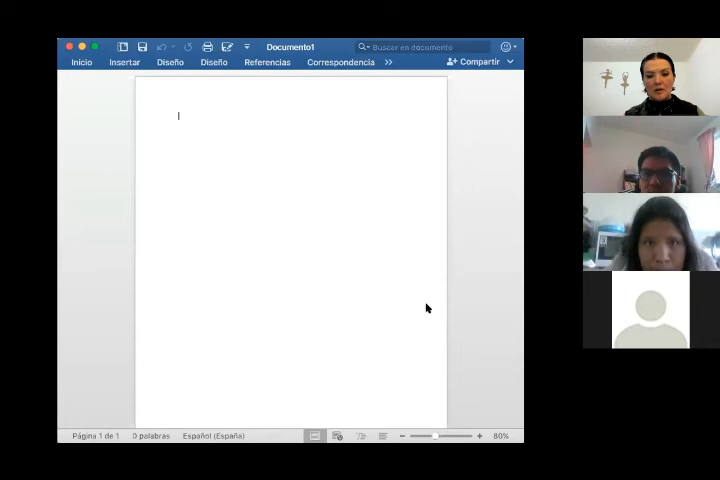 Documento1
Buscar en documento
Inicio Insertar Diseño Diseño Referencias Correspondencia >> Compartir
Página 1 de 1 0 palabras Español (España) 80%